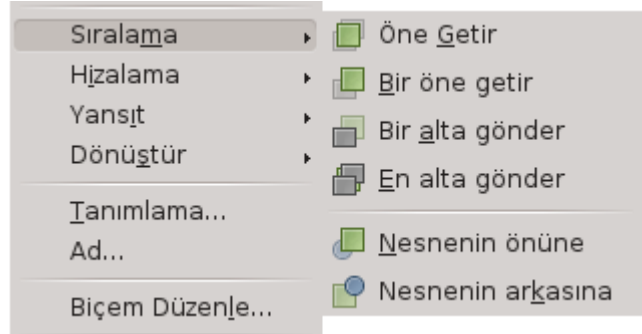 Sıralama
Hizalama
Yansıt
Dönüştür
Tanımlama...
Ad...
Biçem Düzenle...
Öne Getir
Bir öne getir
Bir alta gönder
En alta gönder
Nesnenin önüne
Nesnenin arkasına